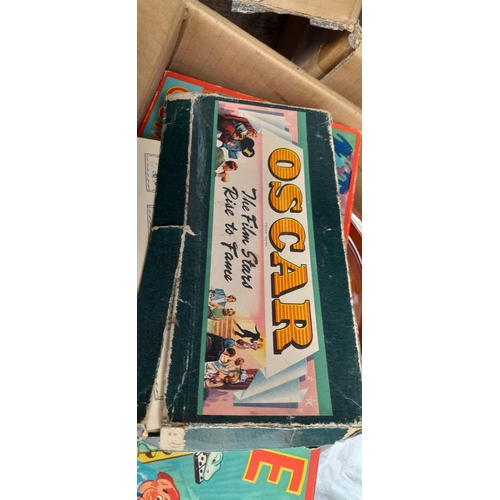 OSCAR
The Film Stars
Rise to Fame
E